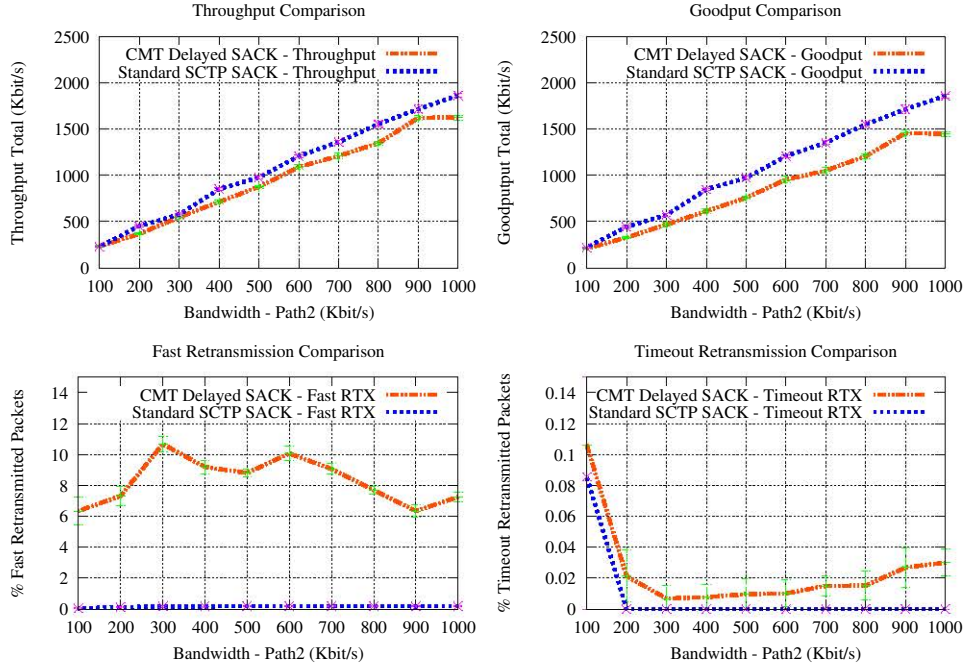 Throughput Comparison
Throughput Total (Kbit/s)
2500
2000
1500
1000
500
0
CMT Delayed SACK - Throughput
Standard SCTP SACK - Throughput
100 200 300 400 500 600 700 800 900 1000
Bandwidth - Path2 (Kbit/s)
Goodput Comparison
Goodputput Total (Kbit/s)
2500
2000
1500
1000
500
0
CMT Delayed SACK - Goodput
Standard SCTP SACK - Goodput
100 200 300 400 500 600 700 800 900 1000
Bandwidth - Path2 (Kbit/s)
Fast Retransmission Comparison
% Fast Retransmitted Packets
14
12
10
8
6
4
2
0
CMT Delayed SACK - Fast RTX
Standard SCTP SACK - Fast RTX
100 200 300 400 500 600 700 800 900 1000
Bandwidth - Path2 (Kbit/s)
Timeout Retransmission Comparison
% Timeout Retransmitted Packets
0.14
0.12
0.1
0.08
0.06
0.04
0.02
0
CMT Delayed SACK - Timeout RTX
Standard SCTP SACK - Timeout RTX
100 200 300 400 500 600 700 800 900 1000
Bandwidth - Path2 (Kbit/s)